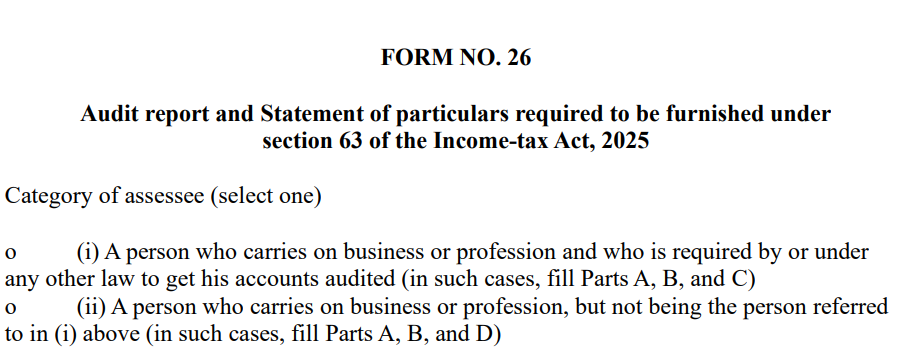 FORM NO. 26
Audit report and Statement of particulars required to be furnished under
section 63 of the Income-tax Act, 2025
Category of assessee (select one)
o (i) A person who carries on business or profession and who is required by or under
any other law to get his accounts audited (in such cases, fill Parts A, B, and C)
o (ii) A person who carries on business or profession, but not being the person referred
to in (i) above (in such cases, fill Parts A, B, and D)